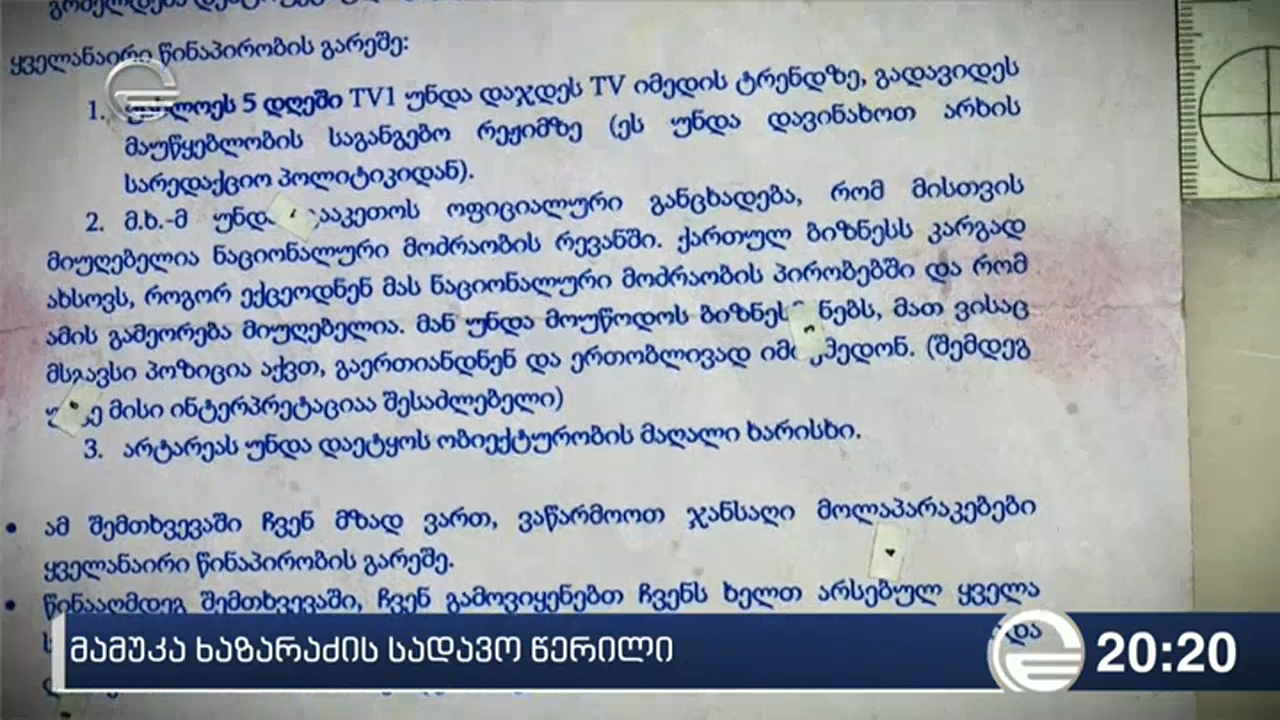 ყველანაირი წინაპირობის გარეშე:
1. უახლოეს 5 დღეში TV1 უნდა დაჯდეს TV იმედის ტრენდზე, გადავიდეს
მაუწყებლობის საგანგებო რეჟიმზე (ეს უნდა დავინახოთ არხის
სარედაქციო პოლიტიკიდან).
2. მ.ხ.-მ უნდა გააკეთოს ოფიციალური განცხადება, რომ მისთვის
მიუღებელია ნაციონალური მოძრაობის რევანში. ქართულ ბიზნესს კარგად
ახსოვს, როგორ ექცეოდნენ მას ნაციონალური მოძრაობის პირობებში და რომ
ამის გამეორება მიუღებელია. მან უნდა მოუწოდოს ბიზნესმენებს, მათ ვისაც
მსგავსი პოზიცია აქვთ, გაერთიანდნენ და ერთობლივად იმოქმედონ. (შემდეგ
უკვე მისი ინტერპრეტაციაა შესაძლებელი)
3. არტარეას უნდა დაეტყოს ობიექტურობის მაღალი ხარისხი.
• ამ შემთხვევაში ჩვენ მზად ვართ, ვაწარმოოთ ჯანსაღი მოლაპარაკებები
ყველანაირი წინაპირობის გარეშე.
• წინააღმდეგ შემთხვევაში, ჩვენ გამოვიყენებთ ჩვენს ხელთ არსებულ ყველა
და
მამუკა ხაზარაძის სადავო წერილი
20:20